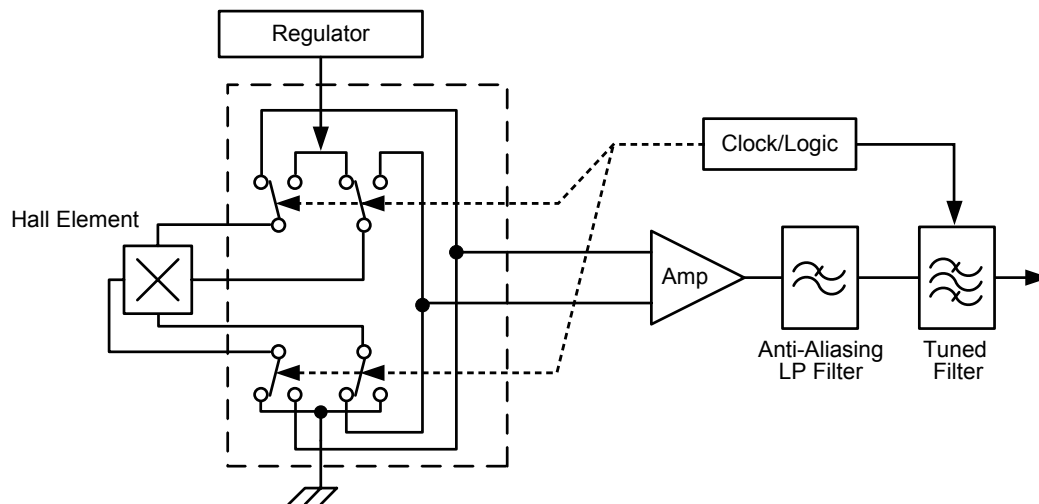 Regulator
Clock/Logic
Hall Element
Amp
Anti-Aliasing
LP Filter
Tuned
Filter